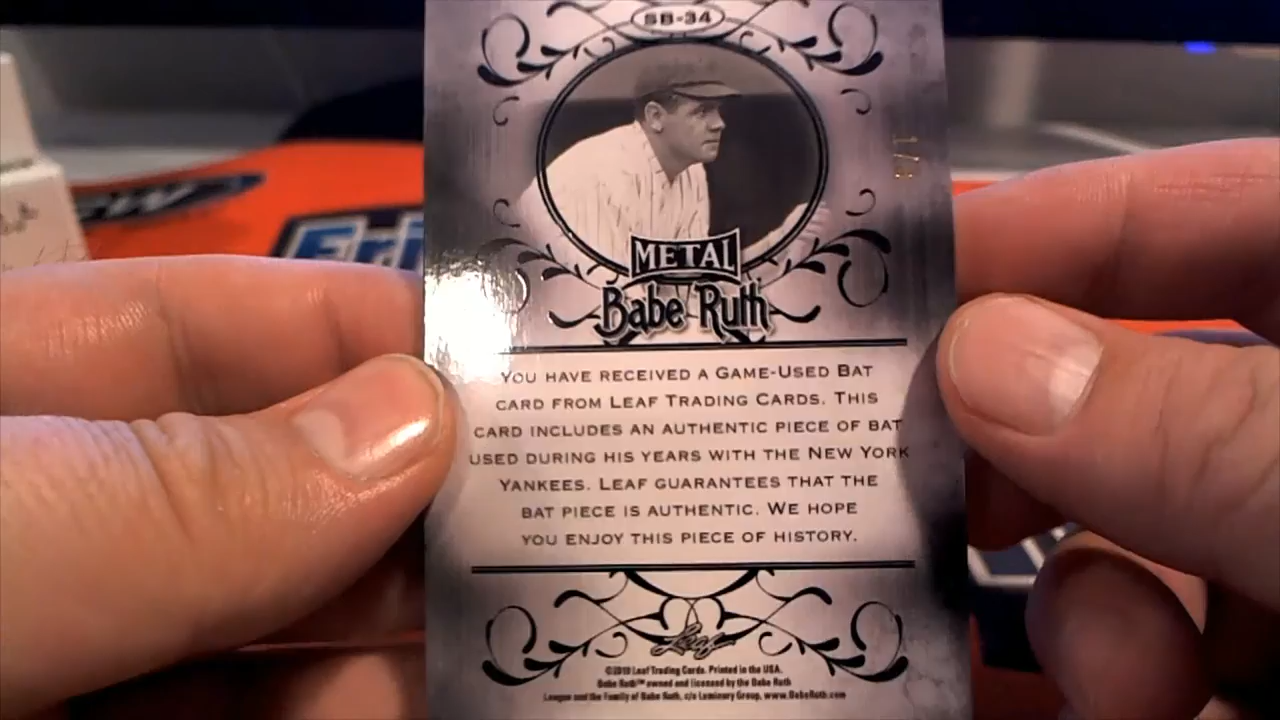 SB-34
METAL
Babe Ruth
YOU HAVE RECEIVED A GAME-USED BAT
CARD FROM LEAF TRADING CARDS. THIS
CARD INCLUDES AN AUTHENTIC PIECE OF BAT
USED DURING HIS YEARS WITH THE NEW YORK
YANKEES. LEAF GUARANTEES THAT THE
BAT PIECE IS AUTHENTIC. WE HOPE
YOU ENJOY THIS PIECE OF HISTORY.
Leaf
©2019 Leaf Trading Cards. Printed in the USA.
Babe Ruth™ owned and licensed by the Babe Ruth
League and the Family of Babe Ruth, c/o Luminary Group, www.BabeRuth.com